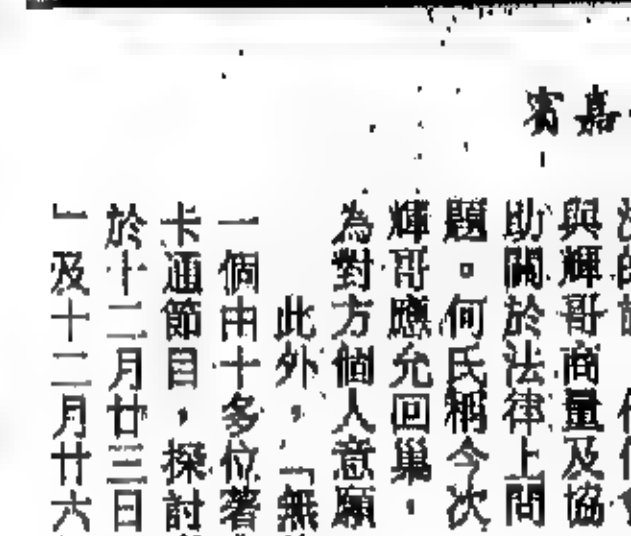 嘉賓
與輝哥商量及協
助關於法律上問
題。何氏稱今次
輝哥應允回巢，
為對方個人意願
此外，「無
一個由十多位著
卡通節目，探討
於十二月廿三日
」及十二月廿六